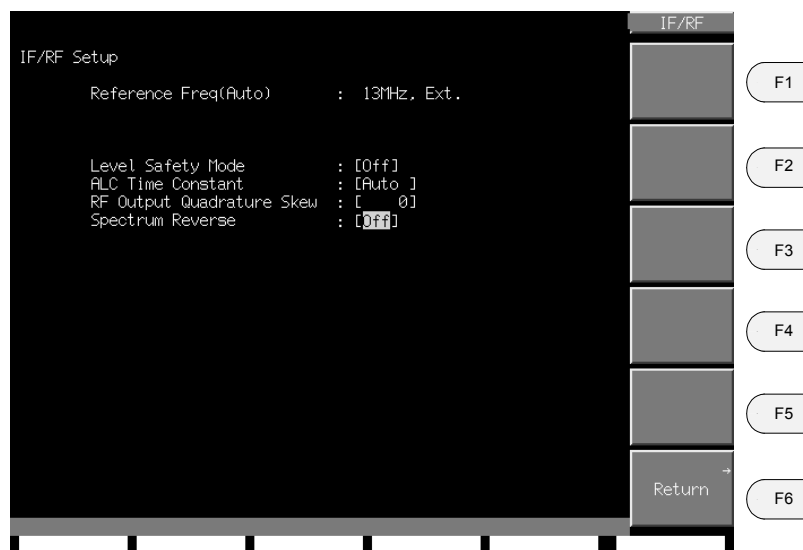 IF/RF
IF/RF Setup
Reference Freq(Auto) : 13MHz, Ext.
Level Safety Mode : [Off]
ALC Time Constant : [Auto ]
RF Output Quadrature Skew : [ 0]
Spectrum Reverse : [Off]
F1
F2
F3
F4
F5
Return →
F6